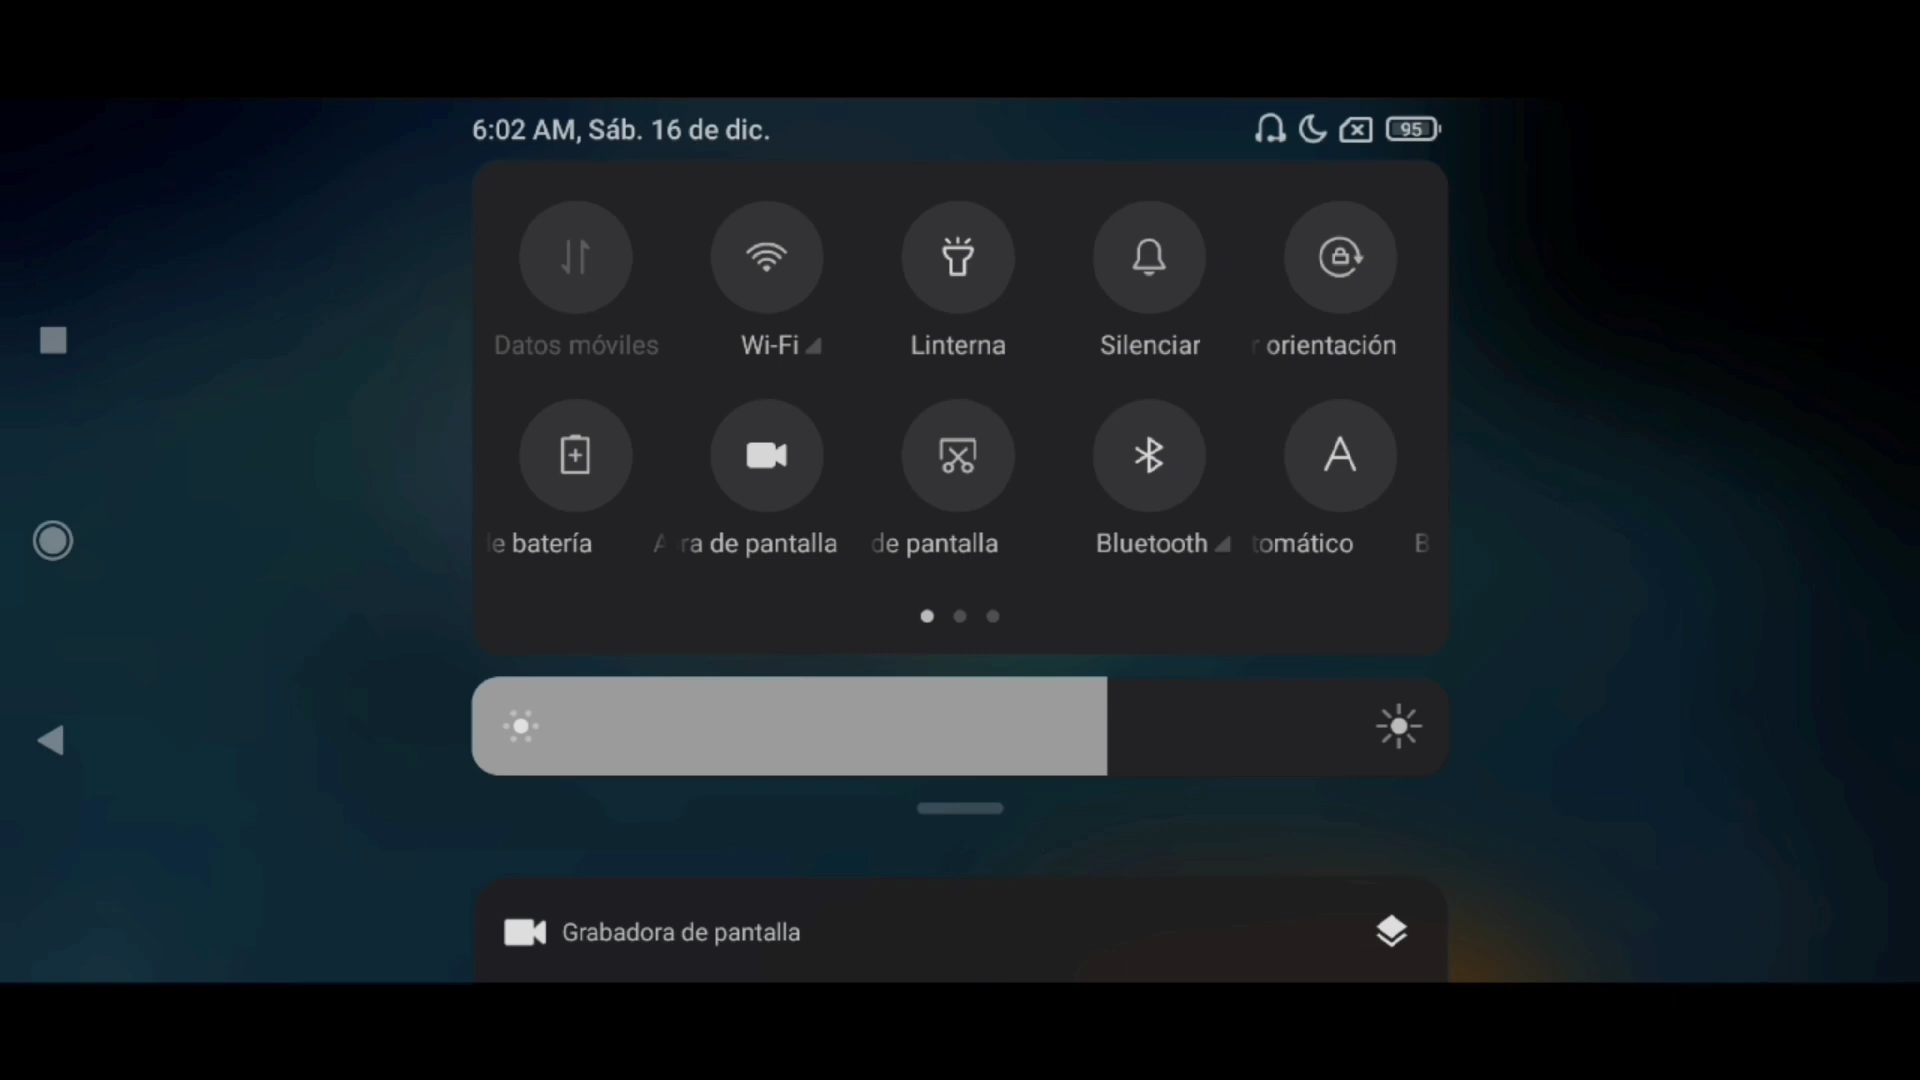 6:02 AM, Sáb. 16 de dic.
95
Datos móviles
Wi-Fi
Linterna
Silenciar
r orientación
e batería
A
ra de pantalla
de pantalla
Bluetooth
tomático
B
Grabadora de pantalla